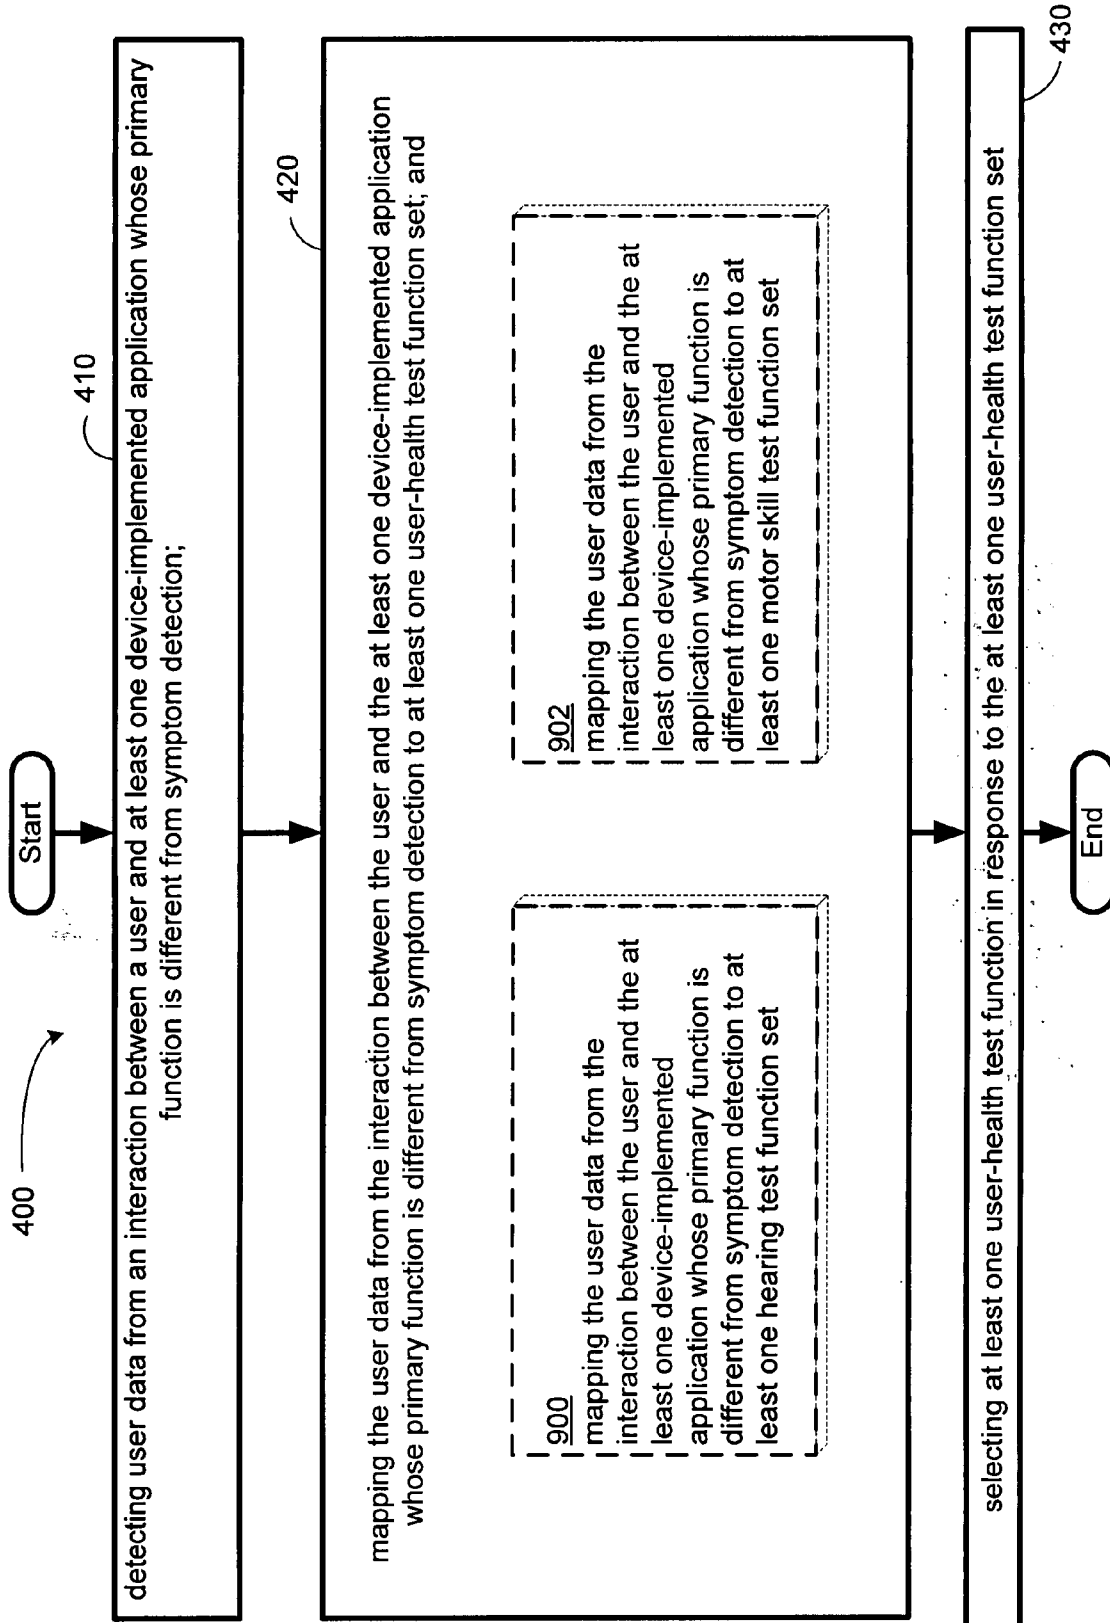 400
Start
410
detecting user data from an interaction between a user and at least one device-implemented application whose primary
function is different from symptom detection;
420
mapping the user data from the interaction between the user and the at least one device-implemented application
whose primary function is different from symptom detection to at least one user-health test function set; and
900
mapping the user data from the
interaction between the user and the at
least one device-implemented
application whose primary function is
different from symptom detection to at
least one hearing test function set
902
mapping the user data from the
interaction between the user and the at
least one device-implemented
application whose primary function is
different from symptom detection to at
least one motor skill test function set
430
selecting at least one user-health test function in response to the at least one user-health test function set
End